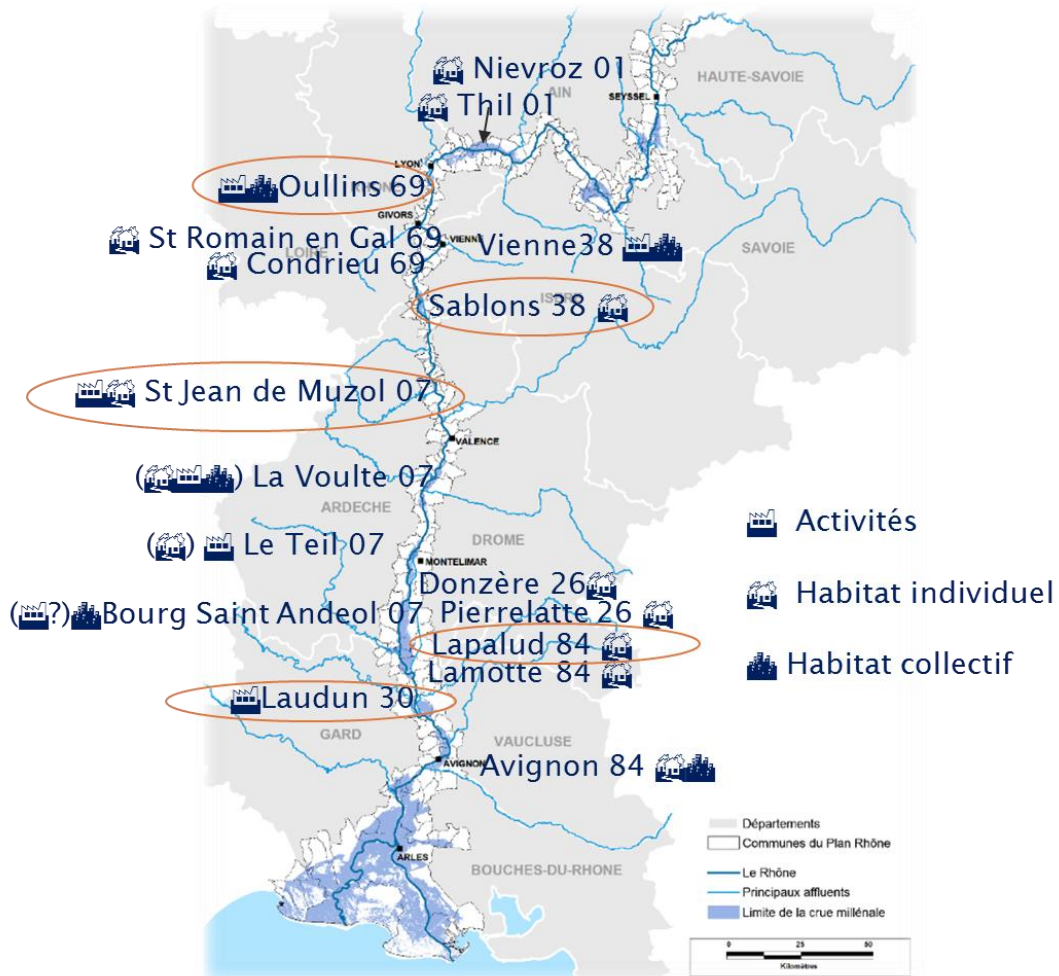 Nievroz 01
HAUTE-SAVOIE
AIN
SEYSSEL
Thil 01
LYON
RHONE
Oullins 69
GIVORS
St Romain en Gal 69
VIENNE
Vienne38
SAVOIE
LOIRE
Condrieu 69
ISERE
Sablons 38
St Jean de Muzol 07
VALENCE
( ) La Voulte 07
ARDECHE
Activités
( ) Le Teil 07
DROME
MONTELIMAR
Donzère 26
Habitat individuel
( ?) Bourg Saint Andeol 07
Pierrelatte 26
Lapalud 84
Habitat collectif
Lamotte 84
Laudun 30
GARD
VAUCLUSE
AVIGNON
Avignon 84
Départements
Communes du Plan Rhône
ARLES
BOUCHES-DU-RHONE
Le Rhône
Principaux affluents
Limite de la crue millénale
0 25 50
Kilomètres